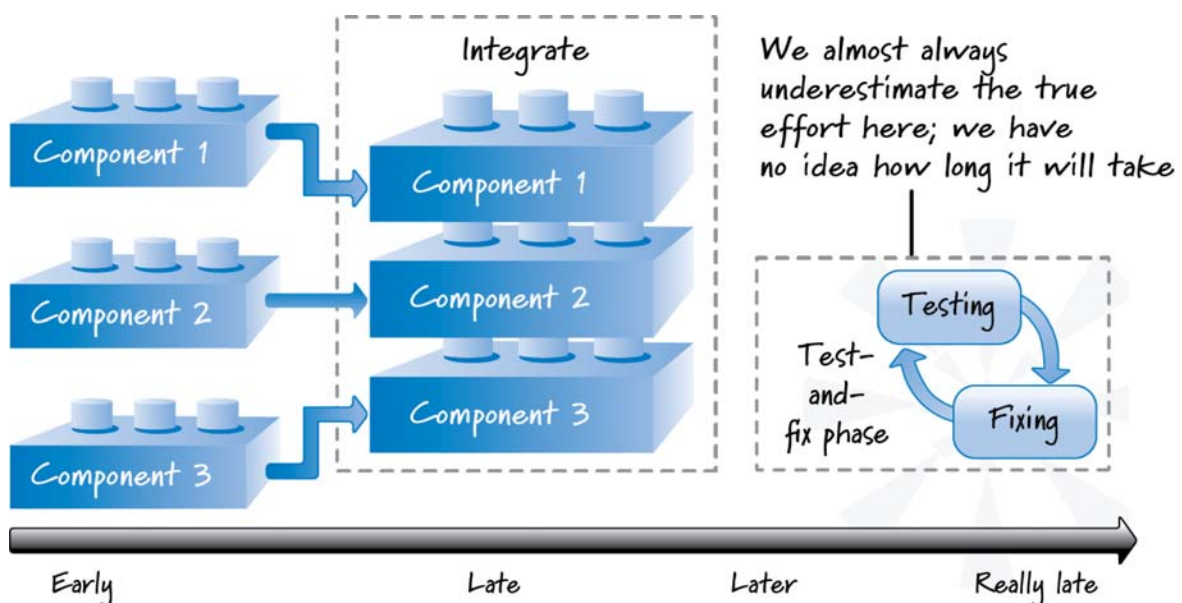 Integrate
We almost always
underestimate the true
effort here; we have
no idea how long it will take
Component 1
Component 2
Component 3
Component 1
Component 2
Component 3
Testing
Test-
and-
fix phase
Fixing
Early
Late
Later
Really late